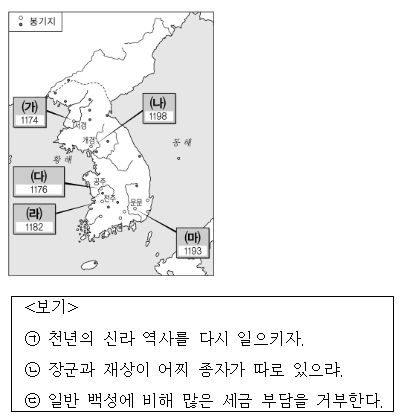 봉기지
(가)
1174
(나)
1198
서경
개경
동해
황해
(다)
1176
공주
전주
(라)
1182
운문
(마)
1193
<보기>
㉠ 천년의 신라 역사를 다시 일으키자.
㉡ 장군과 재상이 어찌 종자가 따로 있으랴.
㉢ 일반 백성에 비해 많은 세금 부담을 거부한다.